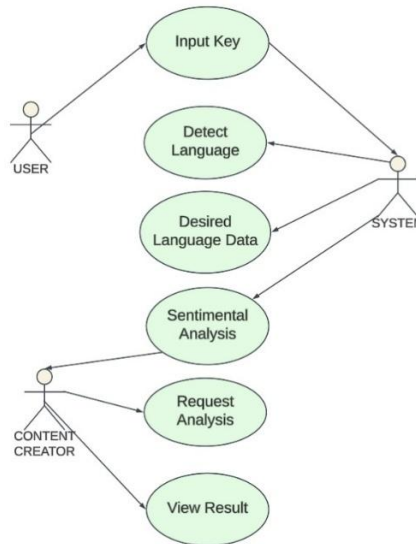 Input Key
Detect
Language
USER
SYSTEM
Desired
Language Data
Sentimental
Analysis
Request
Analysis
CONTENT
CREATOR
View Result